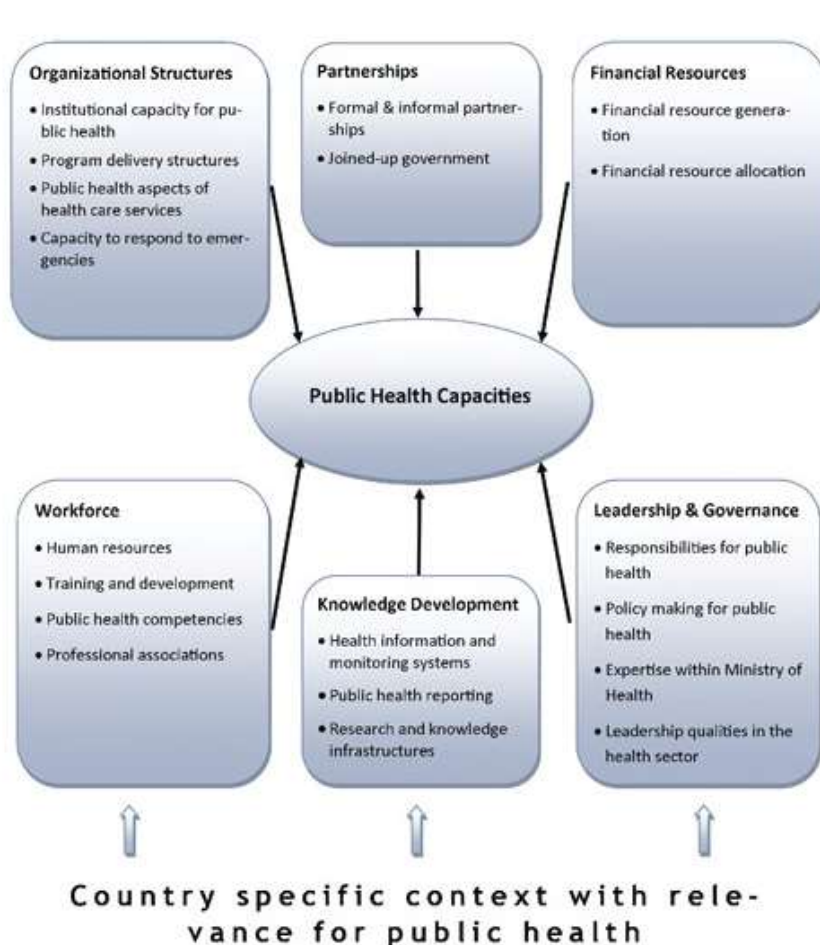 Organizational Structures
• Institutional capacity for pu-
blic health
• Program delivery structures
• Public health aspects of
health care services
• Capacity to respond to emer-
gencies
Partnerships
• Formal & informal partner-
ships
• Joined-up government
Financial Resources
• Financial resource genera-
tion
• Financial resource allocation
Public Health Capacities
Workforce
• Human resources
• Training and development
• Public health competencies
• Professional associations
Knowledge Development
• Health information and
monitoring systems
• Public health reporting
• Research and knowledge
infrastructures
Leadership & Governance
• Responsibilities for public
health
• Policy making for public
health
• Expertise within Ministry of
Health
• Leadership qualities in the
health sector
Country specific context with rele-
vance for public health